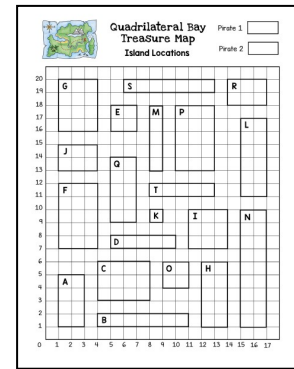 Quadrilateral Bay
Treasure Map
Island Locations
Pirate 1
Pirate 2
20
19
18
17
16
15
14
13
12
11
10
9
8
7
6
5
4
3
2
1
G
S
R
E
M
P
L
J
Q
F
T
K
I
N
D
C
O
H
A
B
0 1 2 3 4 5 6 7 8 9 10 11 12 13 14 15 16 17